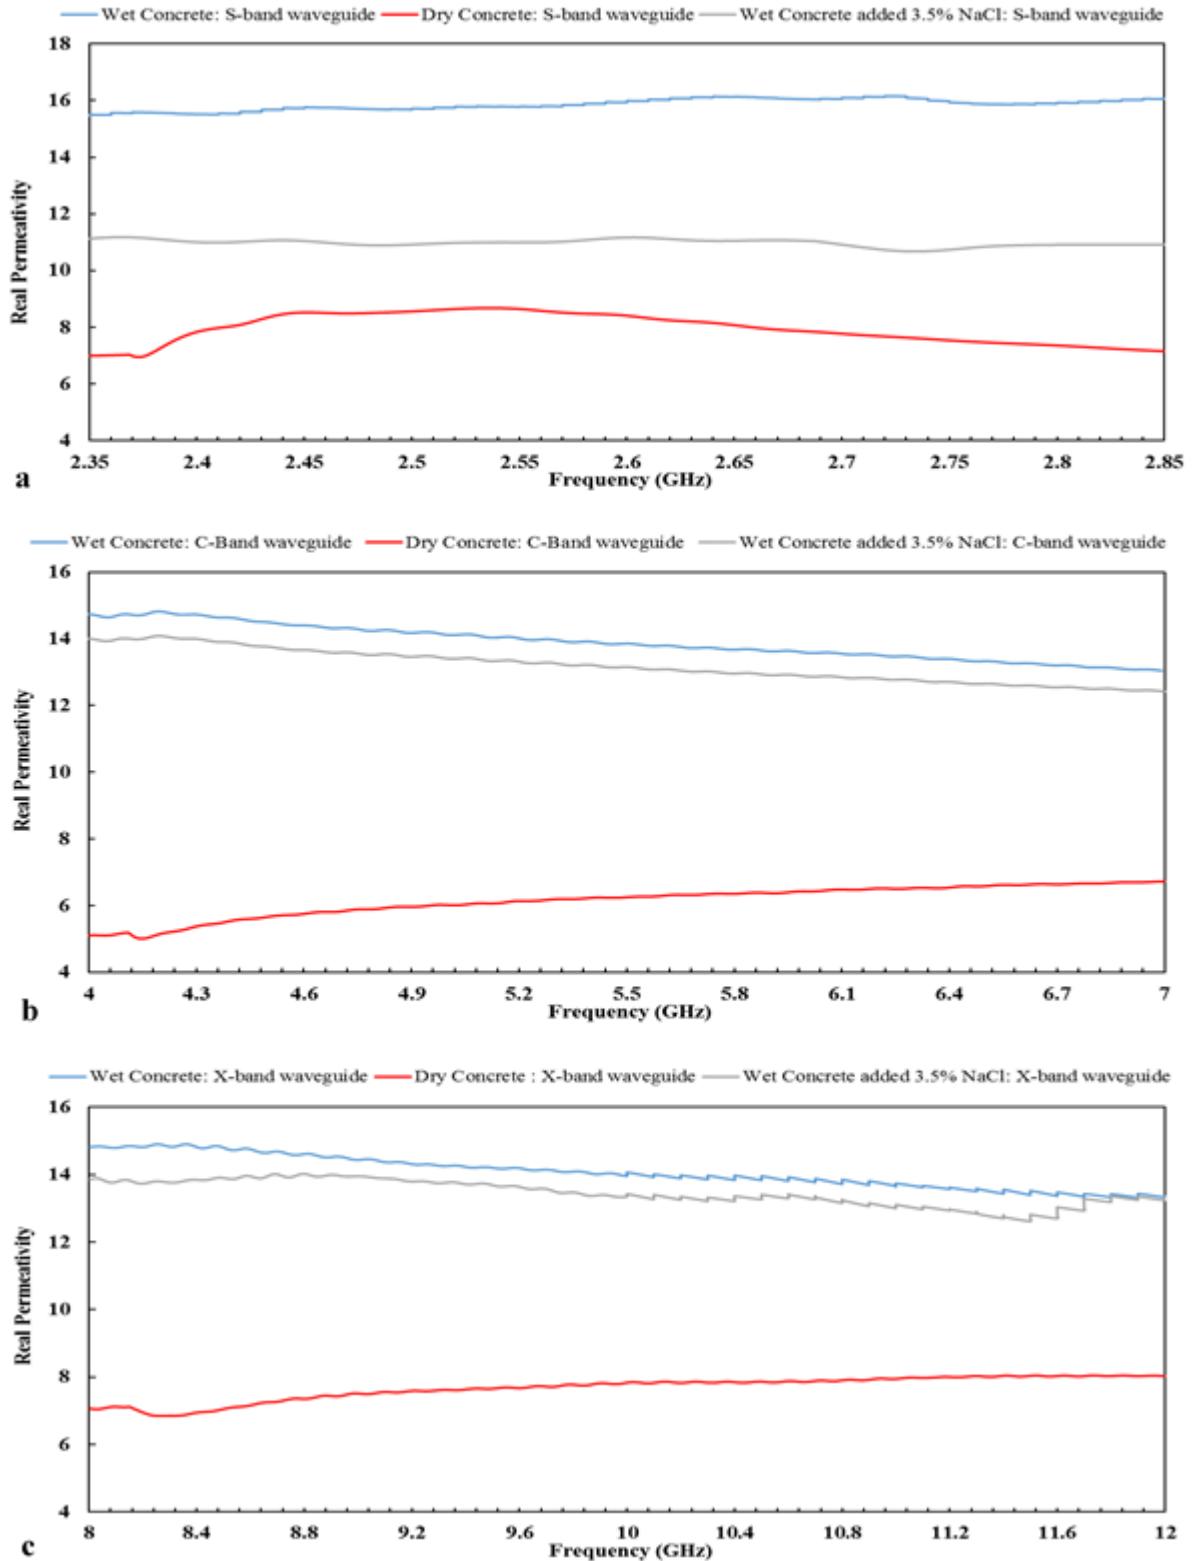 Wet Concrete: S-band waveguide Dry Concrete: S-band waveguide Wet Concrete added 3.5% NaCl: S-band waveguide
18
16
14
12
10
8
6
4
Real Permeativity
2.35 2.4 2.45 2.5 2.55 2.6 2.65 2.7 2.75 2.8 2.85
Frequency (GHz)
a
Wet Concrete: C-Band waveguide Dry Concrete: C-Band waveguide Wet Concrete added 3.5% NaCl: C-band waveguide
16
14
12
10
8
6
4
Real Permeativity
4 4.3 4.6 4.9 5.2 5.5 5.8 6.1 6.4 6.7 7
Frequency (GHz)
b
Wet Concrete: X-band waveguide Dry Concrete : X-band waveguide Wet Concrete added 3.5% NaCl: X-band waveguide
16
14
12
10
8
6
4
Real Permeativity
8 8.4 8.8 9.2 9.6 10 10.4 10.8 11.2 11.6 12
Frequency (GHz)
c